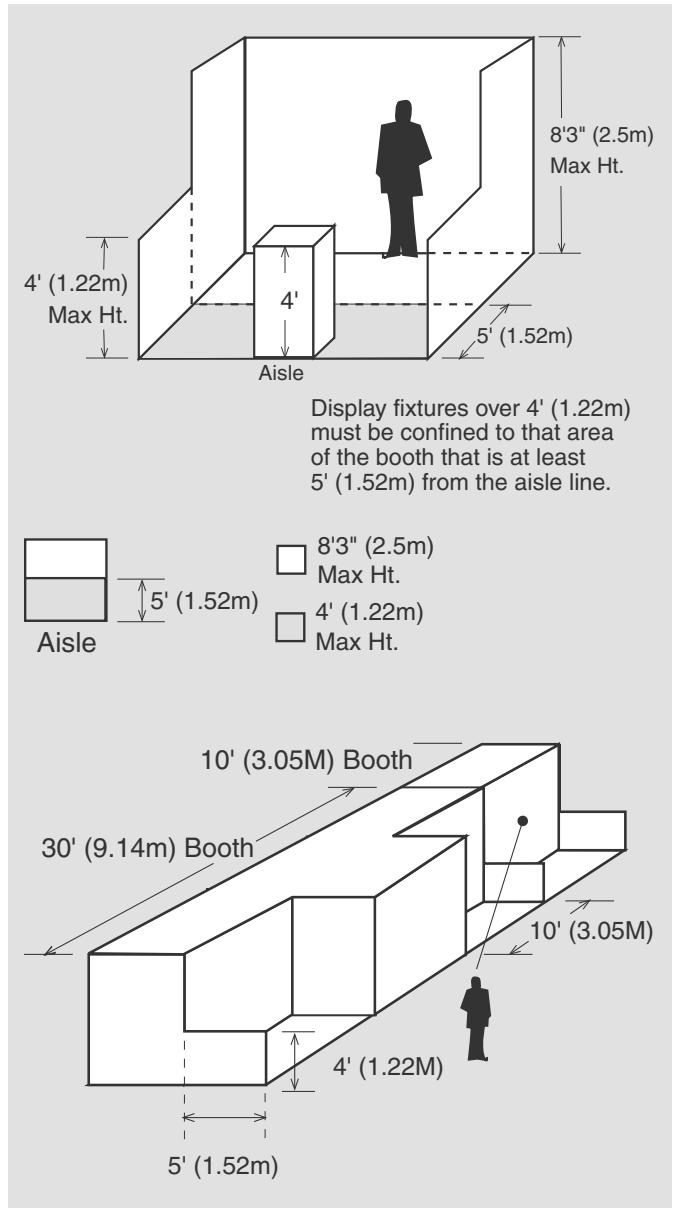 8'3" (2.5m)
Max Ht.
4' (1.22m)
Max Ht.
4'
5' (1.52m)
Aisle
Display fixtures over 4' (1.22m)
must be confined to that area
of the booth that is at least
5' (1.52m) from the aisle line.
8'3" (2.5m)
Max Ht.
5' (1.52m)
4' (1.22m)
Max Ht.
Aisle
10' (3.05M) Booth
30' (9.14m) Booth
10' (3.05M)
4' (1.22M)
5' (1.52m)